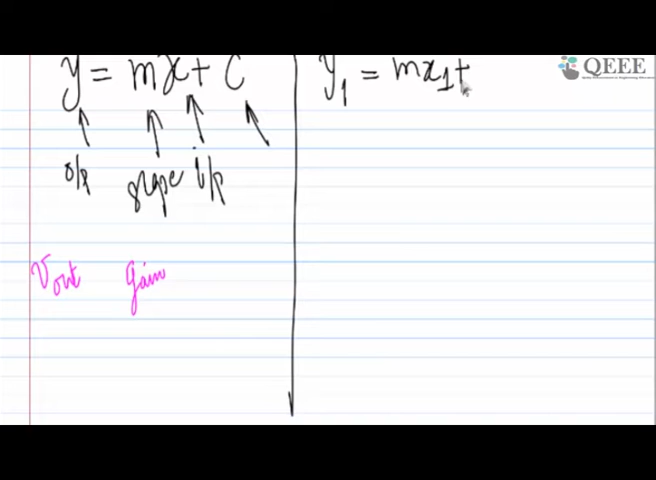 y = mx + C
o/p slope i/p
Vout Gain
y1 = mx1 +
QEEE